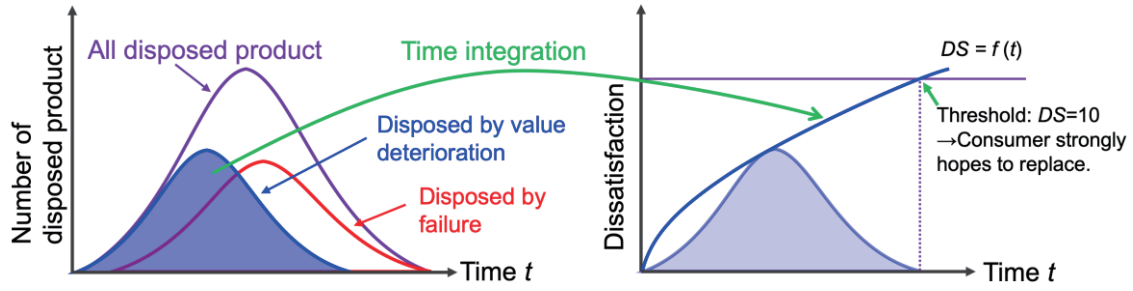 Number of
disposed product
All disposed product
Time integration
Disposed by value
deterioration
Disposed by
failure
Time t
Dissatisfaction
DS = f (t)
Threshold: DS=10
→Consumer strongly
hopes to replace.
Time t